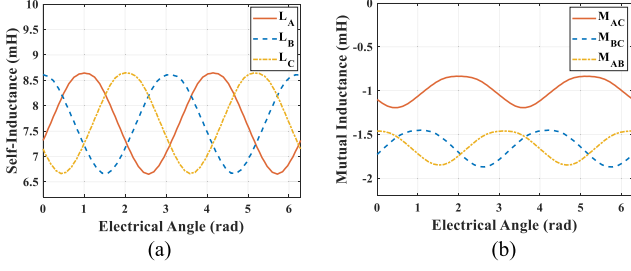 10
9.5
9
8.5
8
7.5
7
6.5
Self-Inductance (mH)
L_A
L_B
L_C
0 1 2 3 4 5 6
Electrical Angle (rad)
(a)
0
-0.5
-1
-1.5
-2
Mutual Inductance (mH)
M_AC
M_BC
M_AB
0 1 2 3 4 5 6
Electrical Angle (rad)
(b)